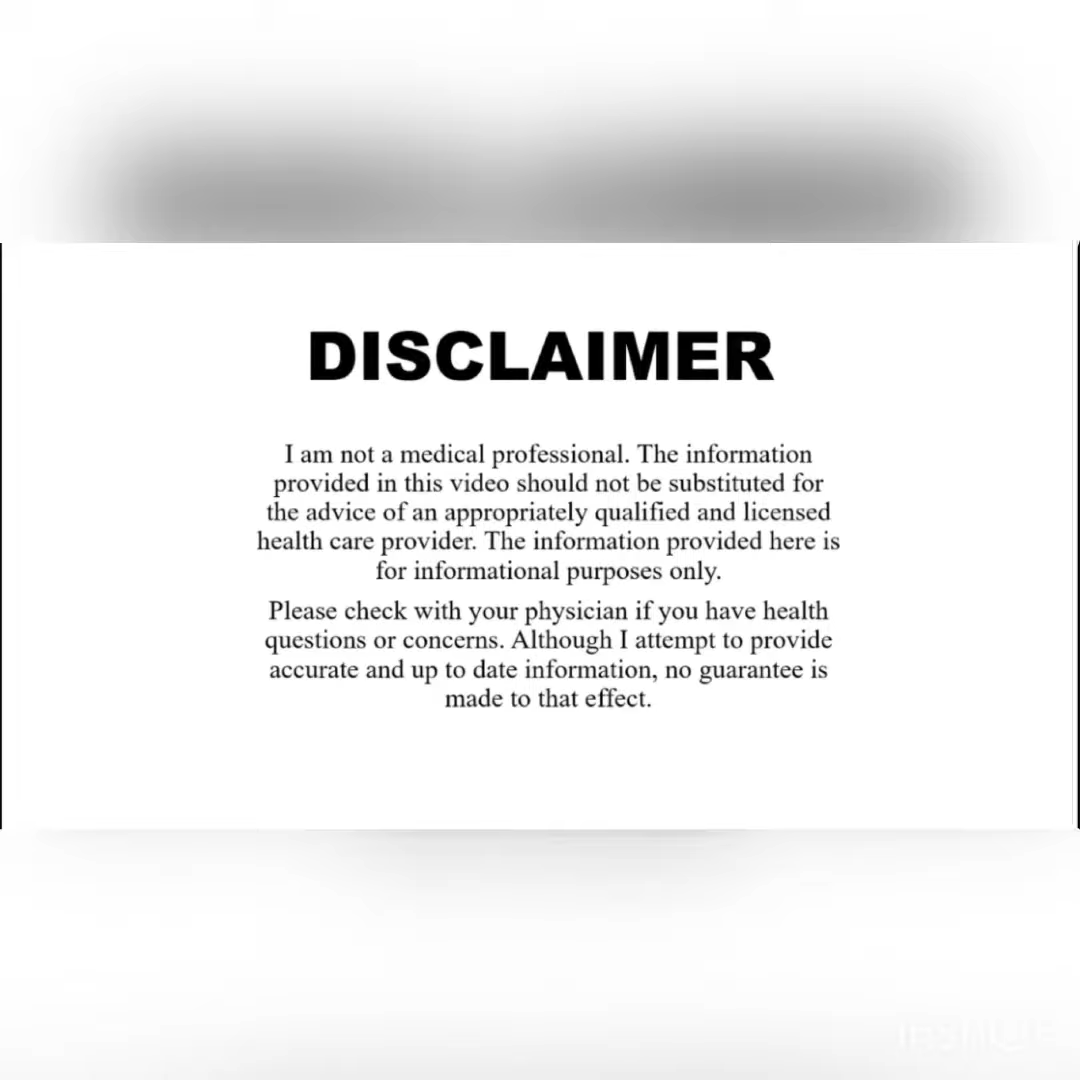 DISCLAIMER
I am not a medical professional. The information
provided in this video should not be substituted for
the advice of an appropriately qualified and licensed
health care provider. The information provided here is
for informational purposes only.
Please check with your physician if you have health
questions or concerns. Although I attempt to provide
accurate and up to date information, no guarantee is
made to that effect.